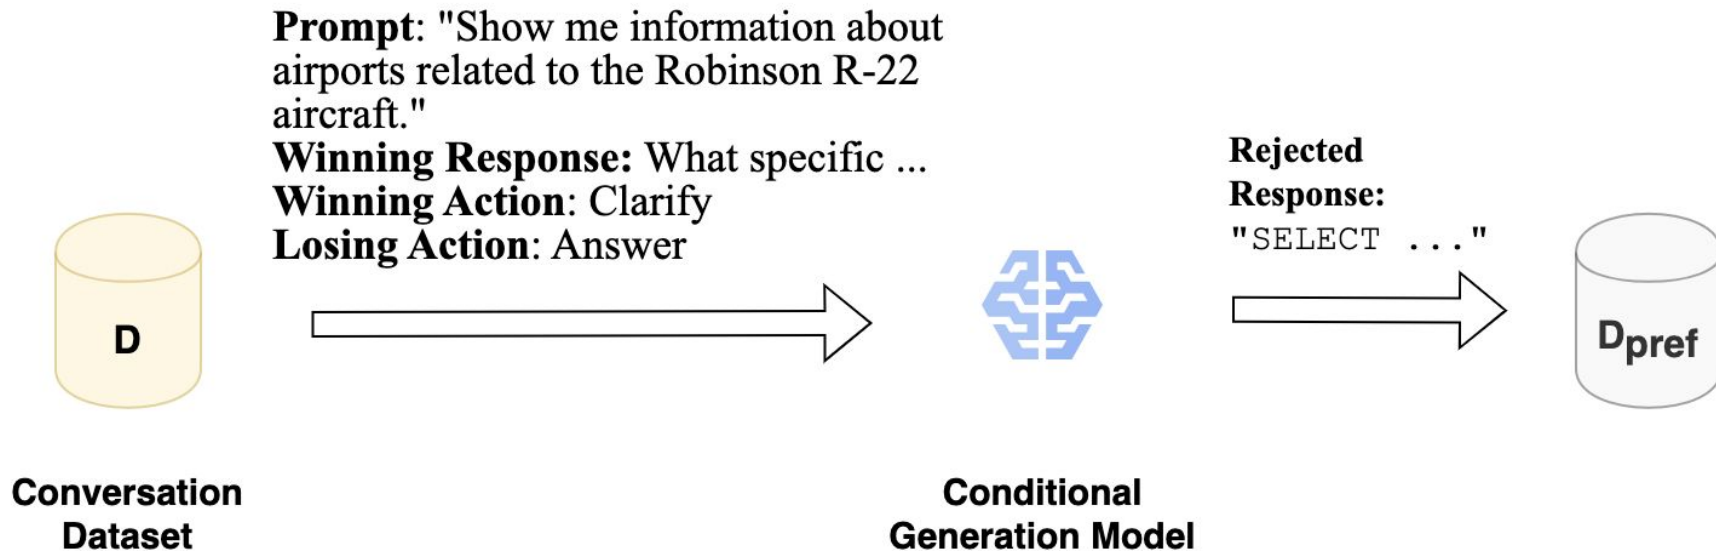 Prompt: "Show me information about
airports related to the Robinson R-22
aircraft."
Winning Response: What specific ...
Winning Action: Clarify
Losing Action: Answer
Rejected
Response:
"SELECT ..."
D
Dpref
Conversation
Dataset
Conditional
Generation Model